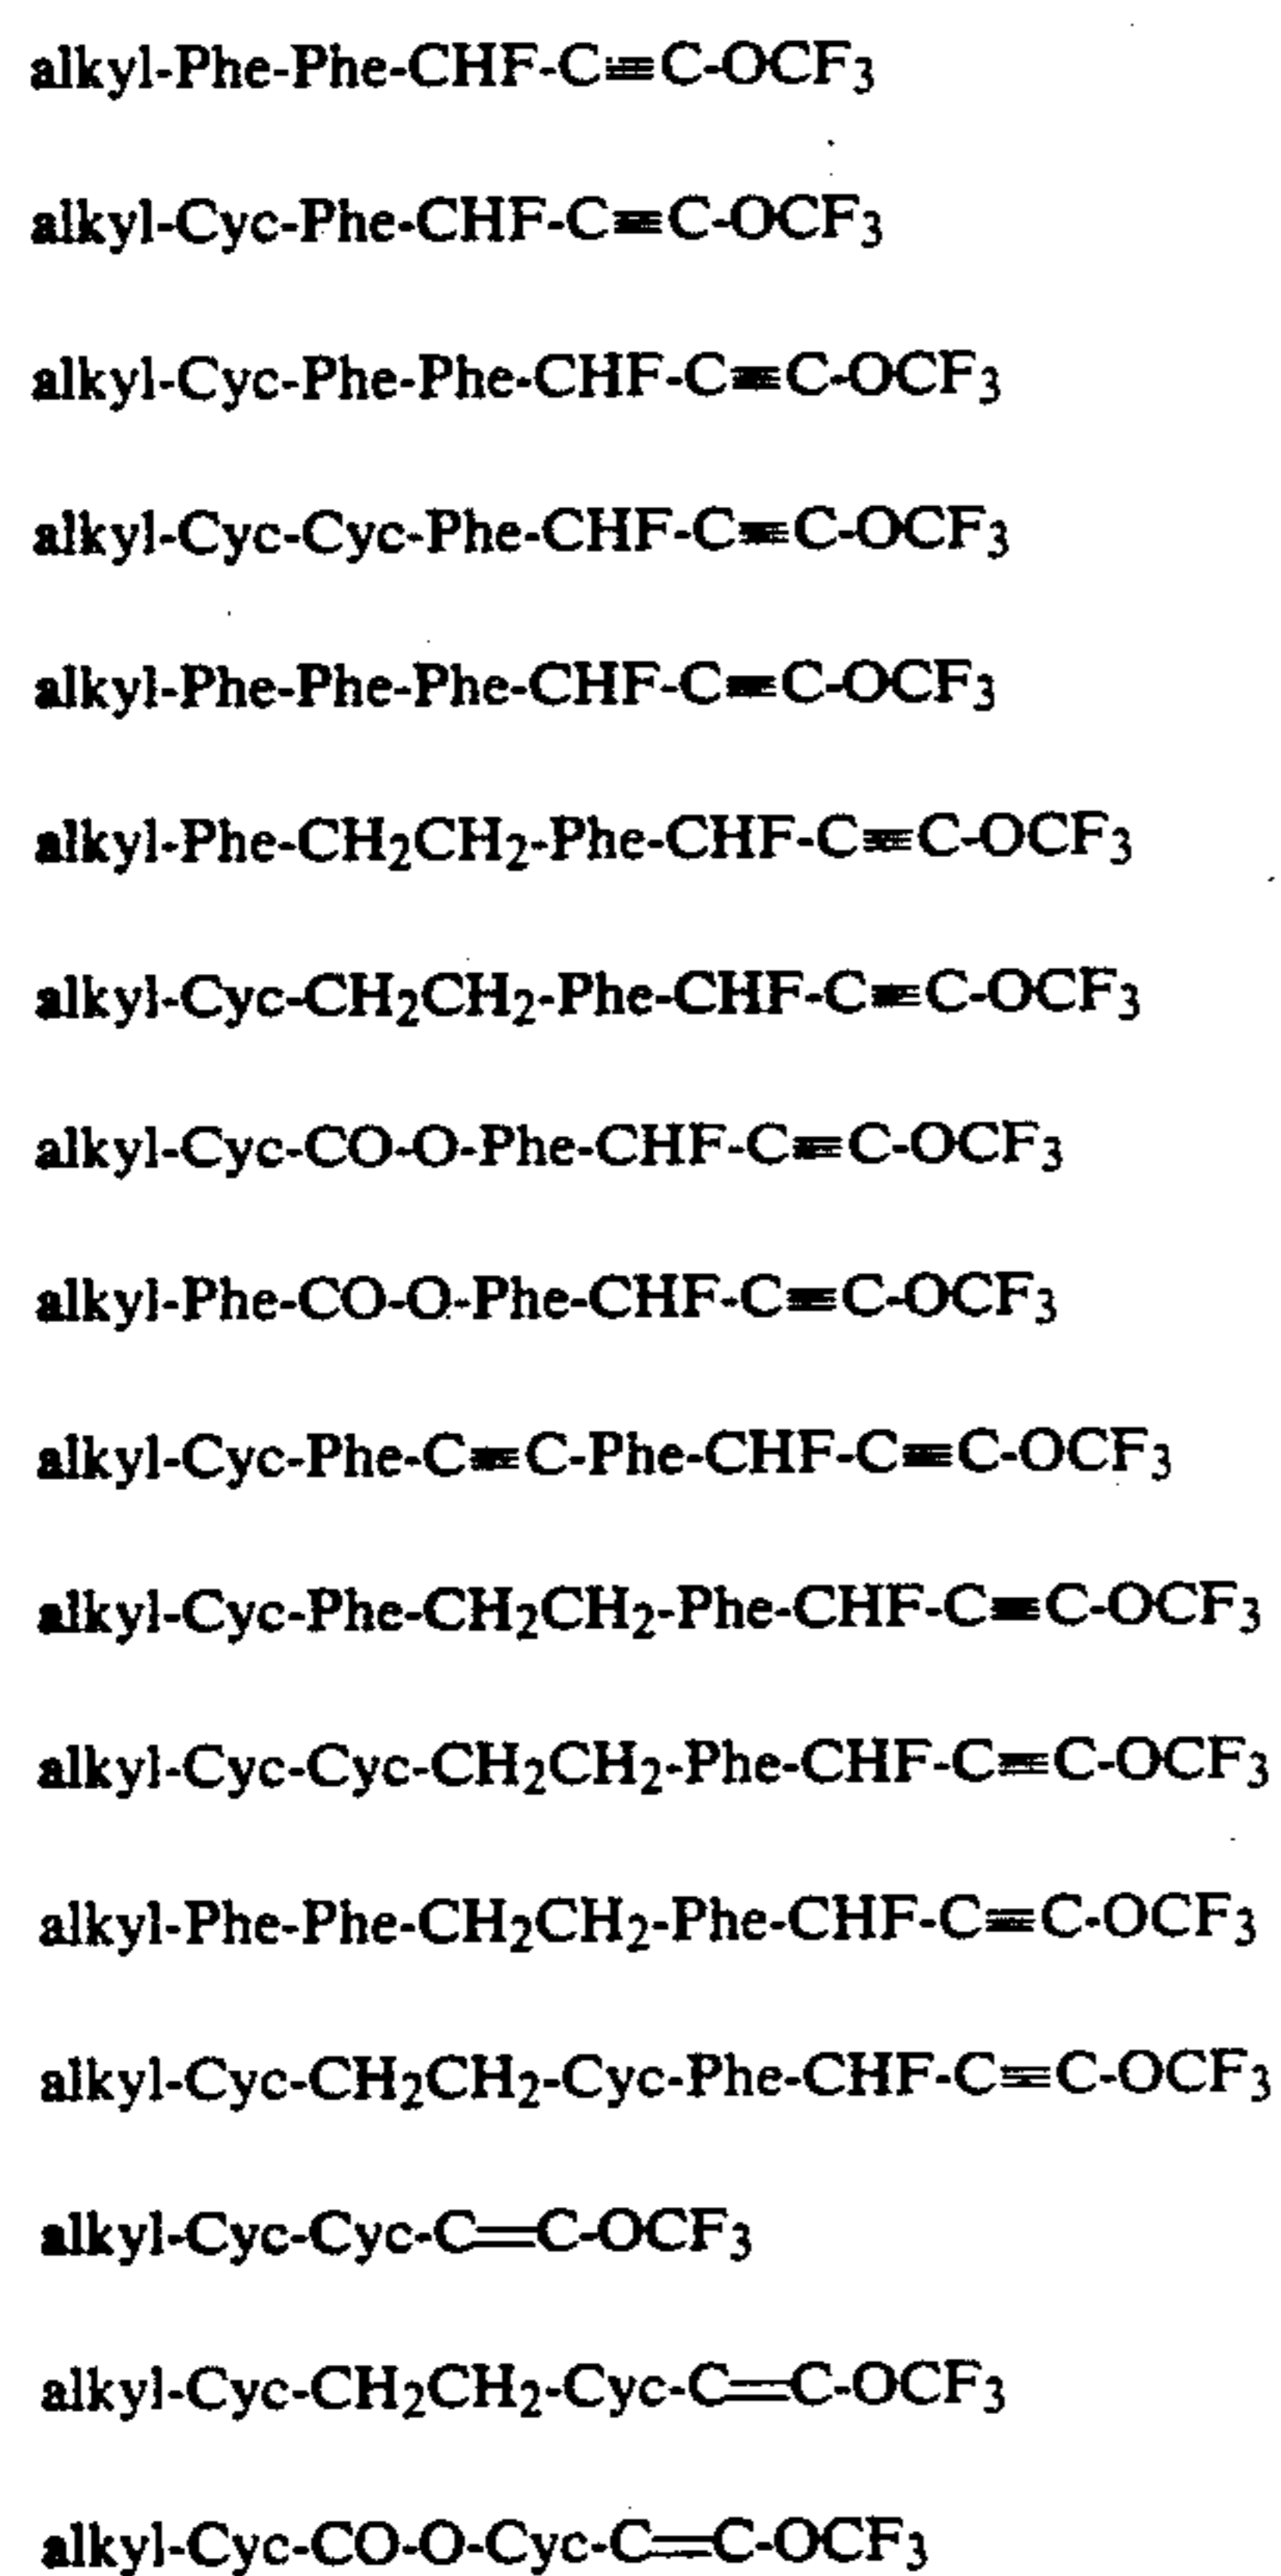 alkyl-Phe-Phe-CHF-C≡C-OCF₃
alkyl-Cyc-Phe-CHF-C≡C-OCF₃
alkyl-Cyc-Phe-Phe-CHF-C≡C-OCF₃
alkyl-Cyc-Cyc-Phe-CHF-C≡C-OCF₃
alkyl-Phe-Phe-Phe-CHF-C≡C-OCF₃
alkyl-Phe-CH₂CH₂-Phe-CHF-C≡C-OCF₃
alkyl-Cyc-CH₂CH₂-Phe-CHF-C≡C-OCF₃
alkyl-Cyc-CO-O-Phe-CHF-C≡C-OCF₃
alkyl-Phe-CO-O-Phe-CHF-C≡C-OCF₃
alkyl-Cyc-Phe-C≡C-Phe-CHF-C≡C-OCF₃
alkyl-Cyc-Phe-CH₂CH₂-Phe-CHF-C≡C-OCF₃
alkyl-Cyc-Cyc-CH₂CH₂-Phe-CHF-C≡C-OCF₃
alkyl-Phe-Phe-CH₂CH₂-Phe-CHF-C≡C-OCF₃
alkyl-Cyc-CH₂CH₂-Cyc-Phe-CHF-C≡C-OCF₃
alkyl-Cyc-Cyc-C=C-OCF₃
alkyl-Cyc-CH₂CH₂-Cyc-C=C-OCF₃
alkyl-Cyc-CO-O-Cyc-C=C-OCF₃